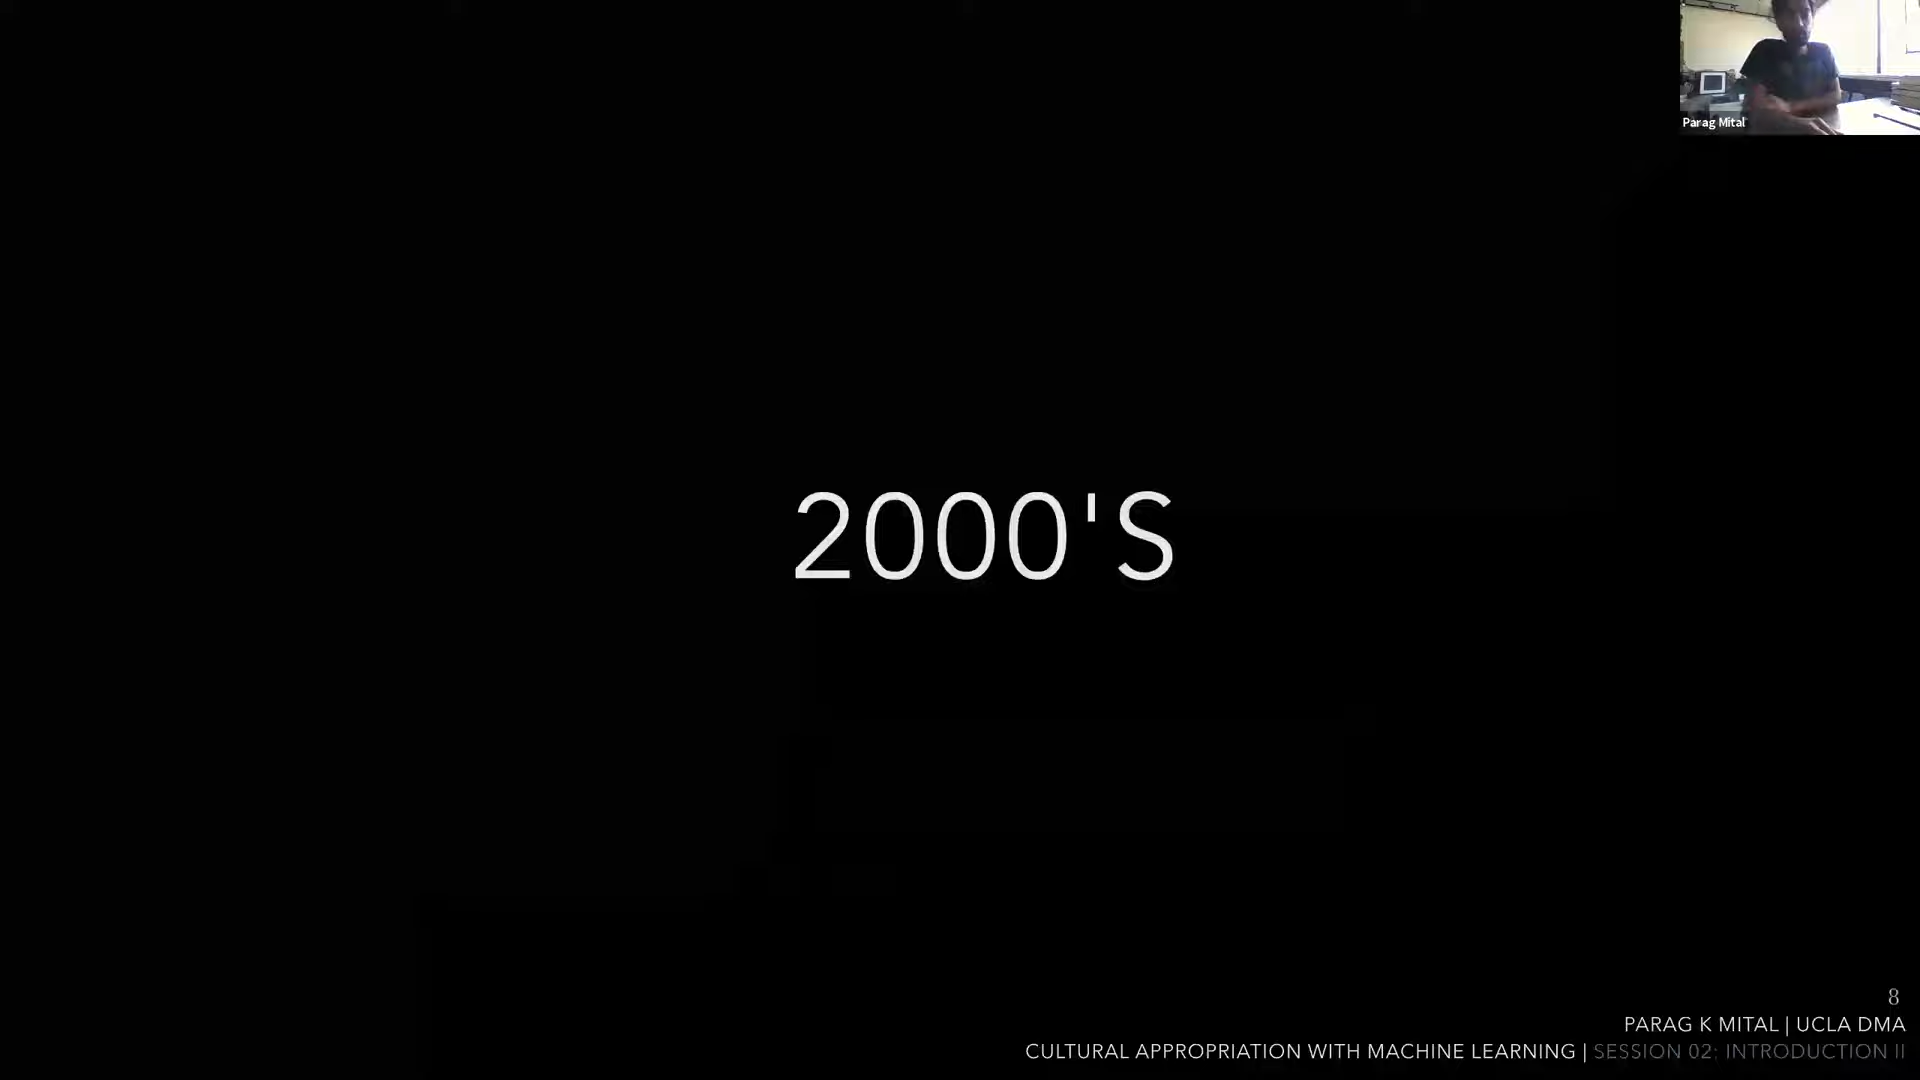 Parag Mital
2000'S
8
PARAG K MITAL | UCLA DMA
CULTURAL APPROPRIATION WITH MACHINE LEARNING | SESSION 02: INTRODUCTION II